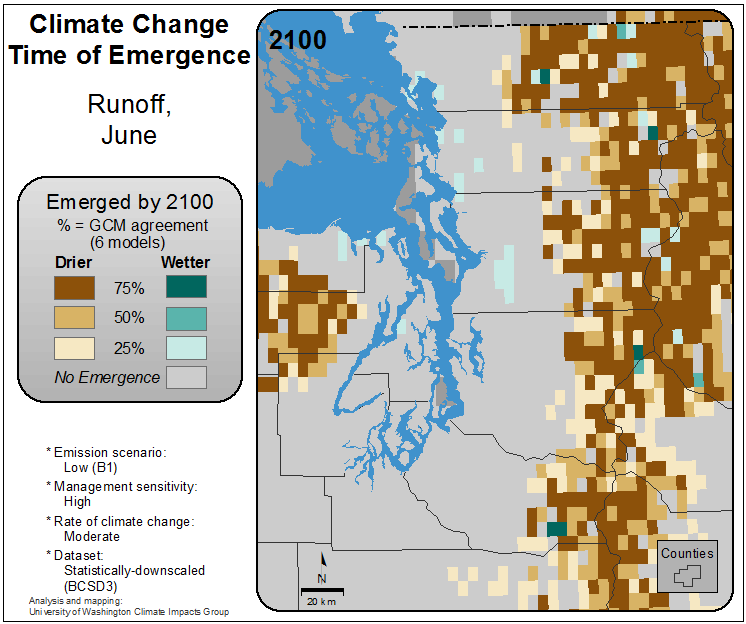 Climate Change
Time of Emergence
Runoff,
June
Emerged by 2100
% = GCM agreement
(6 models)
Drier Wetter
75%
50%
25%
No Emergence
* Emission scenario:
Low (B1)
* Management sensitivity:
High
* Rate of climate change:
Moderate
* Dataset:
Statistically-downscaled
(BCSD3)
Analysis and mapping:
University of Washington Climate Impacts Group
2100
N
20 km
Counties